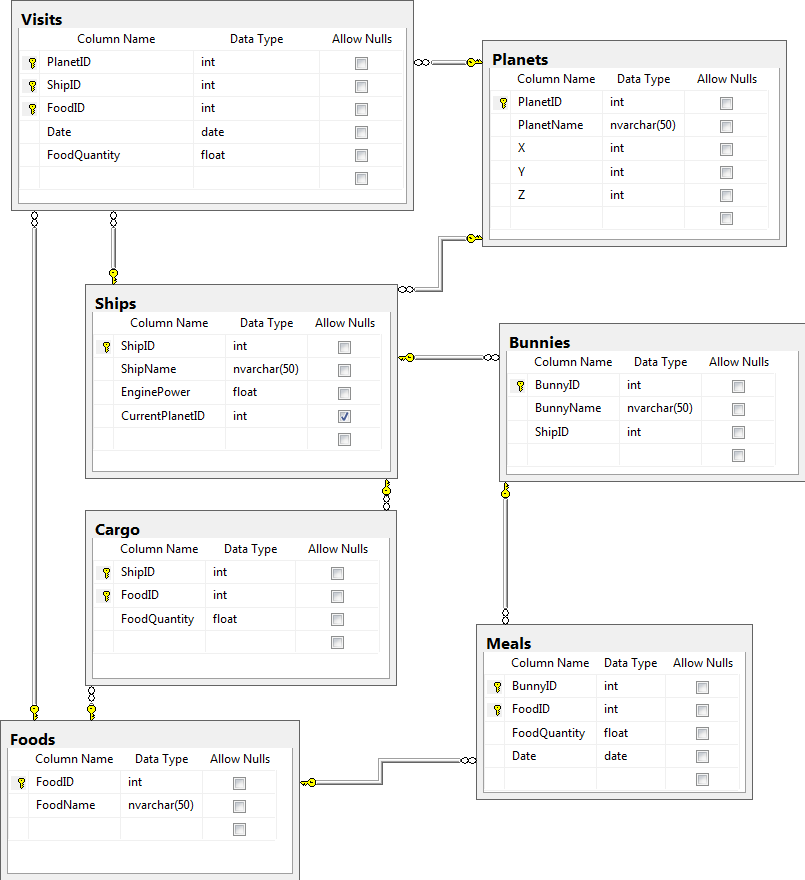 Visits
Column Name Data Type Allow Nulls
PlanetID int
ShipID int
FoodID int
Date date
FoodQuantity float
Planets
Column Name Data Type Allow Nulls
PlanetID int
PlanetName nvarchar(50)
X int
Y int
Z int
Ships
Column Name Data Type Allow Nulls
ShipID int
ShipName nvarchar(50)
EnginePower float
CurrentPlanetID int
Bunnies
Column Name Data Type Allow Nulls
BunnyID int
BunnyName nvarchar(50)
ShipID int
Cargo
Column Name Data Type Allow Nulls
ShipID int
FoodID int
FoodQuantity float
Meals
Column Name Data Type Allow Nulls
BunnyID int
FoodID int
FoodQuantity float
Date date
Foods
Column Name Data Type Allow Nulls
FoodID int
FoodName nvarchar(50)